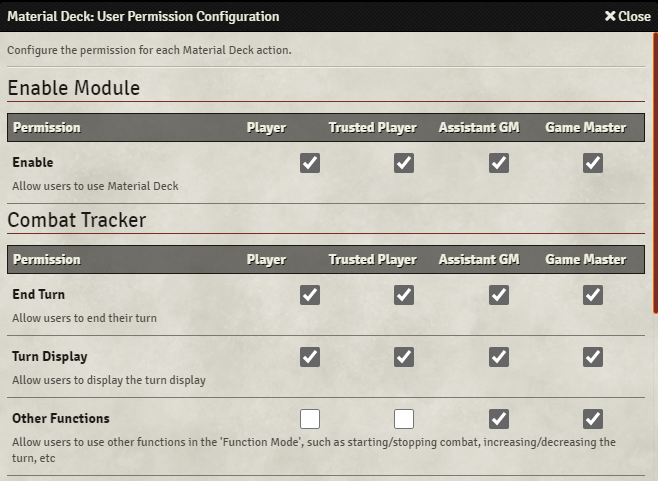 Material Deck: User Permission Configuration
Close
Configure the permission for each Material Deck action.
Enable Module
Permission Player Trusted Player Assistant GM Game Master
Enable
Allow users to use Material Deck
Combat Tracker
Permission Player Trusted Player Assistant GM Game Master
End Turn
Allow users to end their turn
Turn Display
Allow users to display the turn display
Other Functions
Allow users to use other functions in the 'Function Mode', such as starting/stopping combat, increasing/decreasing the
turn, etc